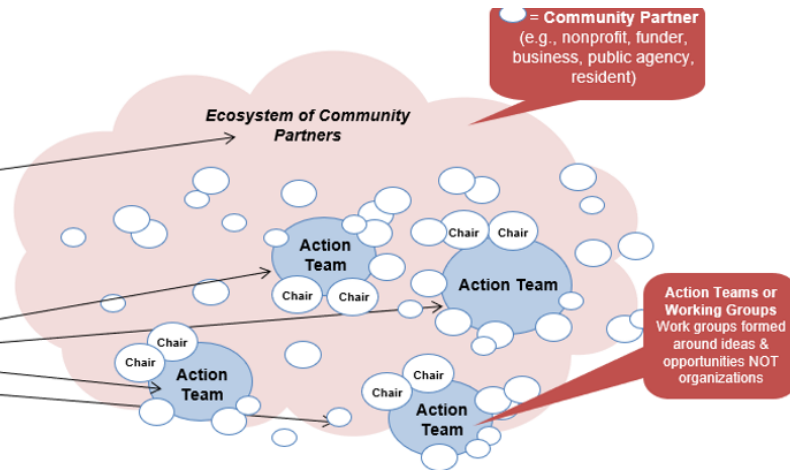 = Community Partner
(e.g., nonprofit, funder,
business, public agency,
resident)
Ecosystem of Community
Partners
Chair
Chair
Action
Team
Action Team
Chair
Chair
Action Teams or
Working Groups
Work groups formed
around ideas &
opportunities NOT
organizations
Chair
Chair
Action
Team
Chair
Chair
Action
Team